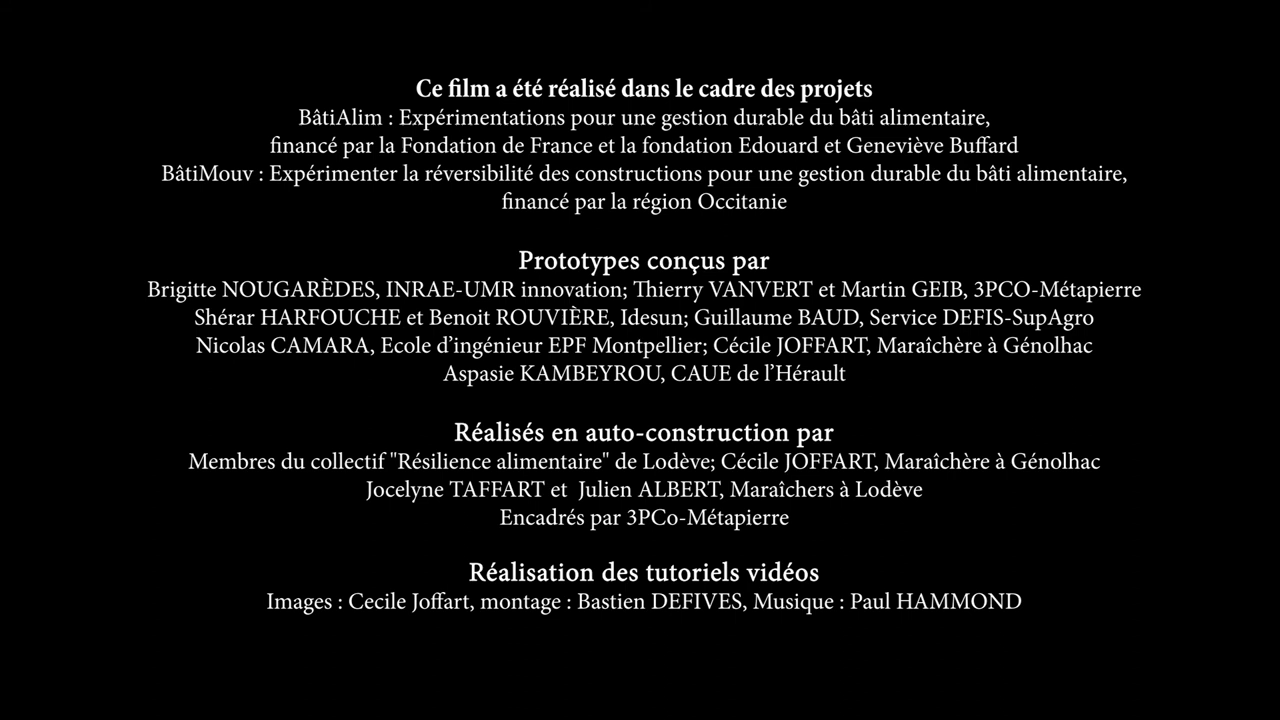 Ce film a été réalisé dans le cadre des projets
BâtiAlim : Expérimentations pour une gestion durable du bâti alimentaire,
financé par la Fondation de France et la fondation Edouard et Geneviève Buffard
BâtiMouv : Expérimenter la réversibilité des constructions pour une gestion durable du bâti alimentaire,
financé par la région Occitanie
Prototypes conçus par
Brigitte NOUGARÈDES, INRAE-UMR innovation; Thierry VANVERT et Martin GEIB, 3PCO-Métapierre
Shérar HARFOUCHE et Benoit ROUVIÈRE, Idesun; Guillaume BAUD, Service DEFIS-SupAgro
Nicolas CAMARA, Ecole d'ingénieur EPF Montpellier; Cécile JOFFART, Maraîchère à Génolhac
Aspasie KAMBEYROU, CAUE de l'Hérault
Réalisés en auto-construction par
Membres du collectif "Résilience alimentaire" de Lodève; Cécile JOFFART, Maraîchère à Génolhac
Jocelyne TAFFART et  Julien ALBERT, Maraîchers à Lodève
Encadrés par 3PCo-Métapierre
Réalisation des tutoriels vidéos
Images : Cecile Joffart, montage : Bastien DEFIVES, Musique : Paul HAMMOND